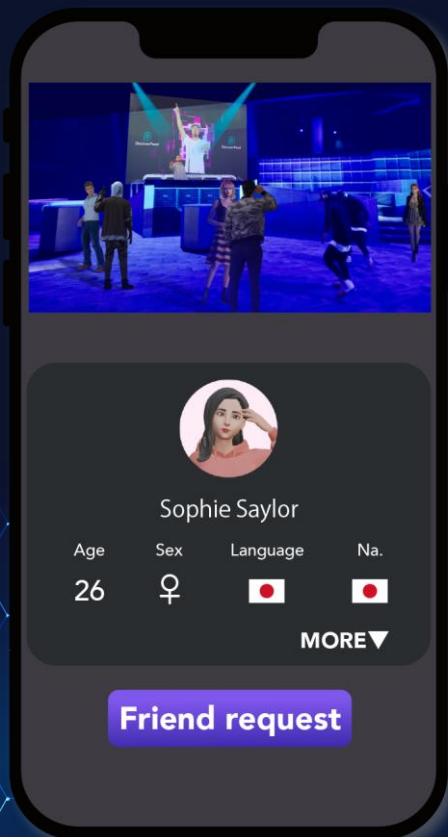 Sophie Saylor
Age Sex Language Na.
26 ♀
MORE▼
Friend request